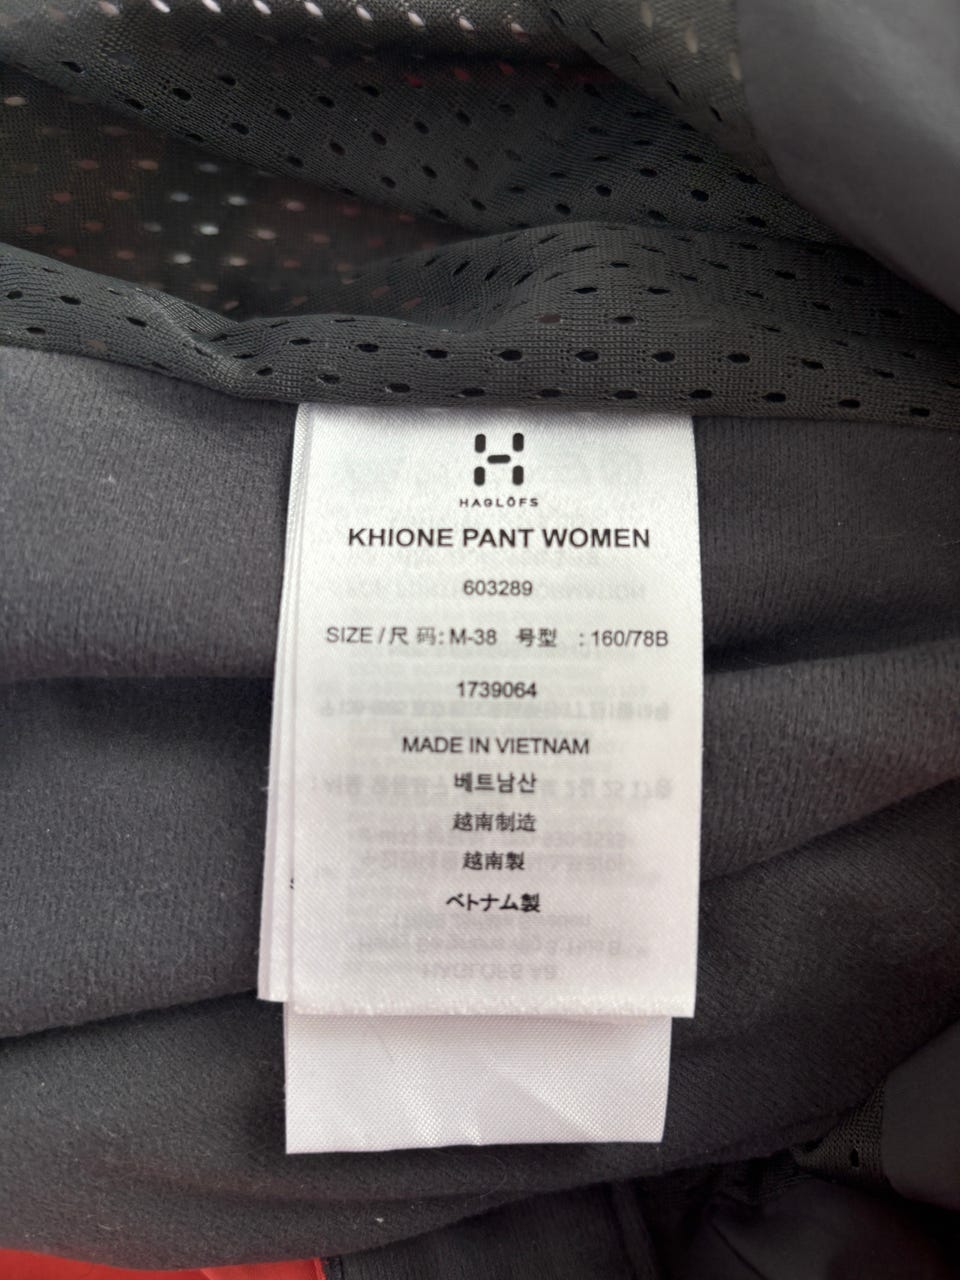 HAGLÖFS
KHIONE PANT WOMEN
603289
SIZE / 尺 码: M-38 号型 : 160/78B
1739064
MADE IN VIETNAM
베트남산
越南制造
越南製
ベトナム製